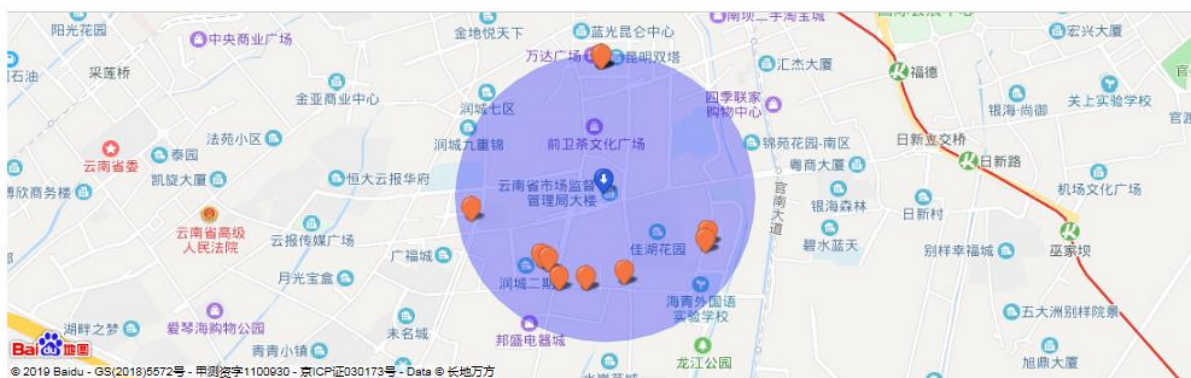 阳光花园
中央商业广场
金地悦天下
蓝光昆仑中心
南坝二手淘宝城
宏兴大厦
采莲桥
万达广场
昆明双塔
汇杰大厦
福德
金亚商业中心
润城七区
四季联家
购物中心
银海·尚御
关上实验学校
法苑小区
云南省委
泰园
润城九重锦
前卫茶文化广场
锦苑花园-南区
日新立交桥
日新路
凯旋大厦
恒大云报华府
云南省市场监督
管理局大楼
粤商大厦
机场文化广场
云南省高级
人民法院
云报传媒广场
官南大道
银海森林
日新村
广福城
佳湖花园
碧水蓝天
别样幸福城
巫家坝
月光宝盒
润城二期
海青外国语
实验学校
五大洲别样院景
湖畔之梦
爱琴海购物公园
未名城
邦盛电器城
Bai 地图
青青小镇
龙江公园
旭鼎大厦
© 2019 Baidu - GS(2018)5572号 - 甲测资字1100930 - 京ICP证030173号 - Data © 长地万方